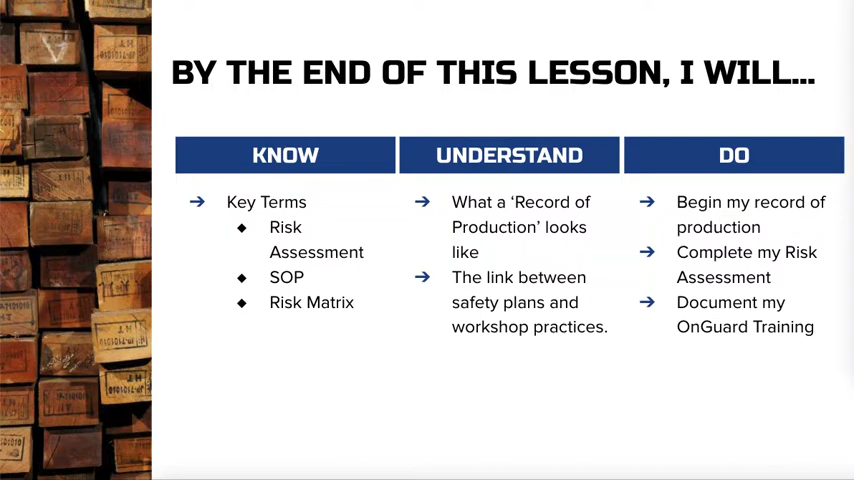 BY THE END OF THIS LESSON, I WILL...
KNOW
➔ Key Terms
◆ Risk
Assessment
◆ SOP
◆ Risk Matrix
UNDERSTAND
➔ What a ‘Record of
Production’ looks
like
➔ The link between
safety plans and
workshop practices.
DO
➔ Begin my record of
production
➔ Complete my Risk
Assessment
➔ Document my
OnGuard Training